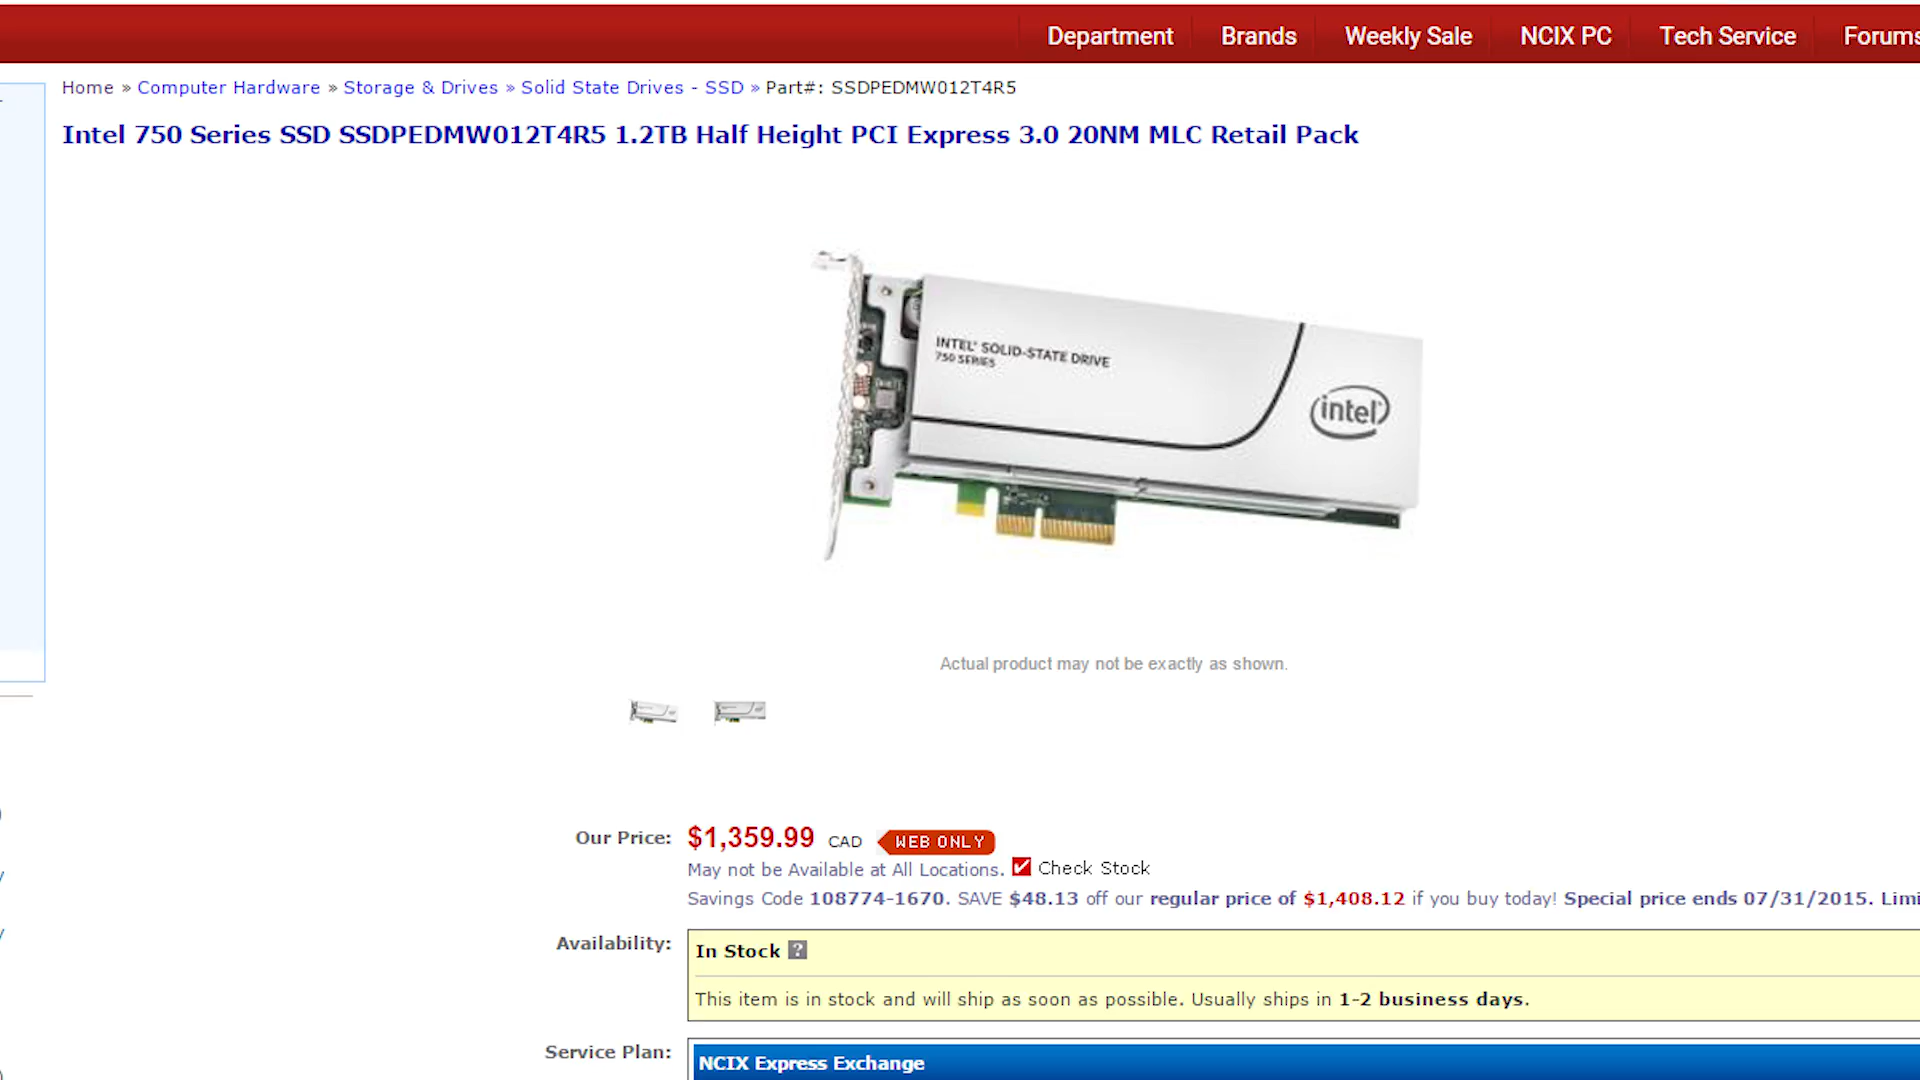 Department Brands Weekly Sale NCIX PC Tech Service Forums
Home » Computer Hardware » Storage & Drives » Solid State Drives - SSD » Part#: SSDPEDMW012T4R5
Intel 750 Series SSD SSDPEDMW012T4R5 1.2TB Half Height PCI Express 3.0 20NM MLC Retail Pack
INTEL® SOLID-STATE DRIVE
750 SERIES
intel®
Actual product may not be exactly as shown.
Our Price: $1,359.99 CAD WEB ONLY
May not be Available at All Locations. Check Stock
Savings Code 108774-1670. SAVE $48.13 off our regular price of $1,408.12 if you buy today! Special price ends 07/31/2015. Limi
Availability: In Stock ?
This item is in stock and will ship as soon as possible. Usually ships in 1-2 business days.
Service Plan: NCIX Express Exchange